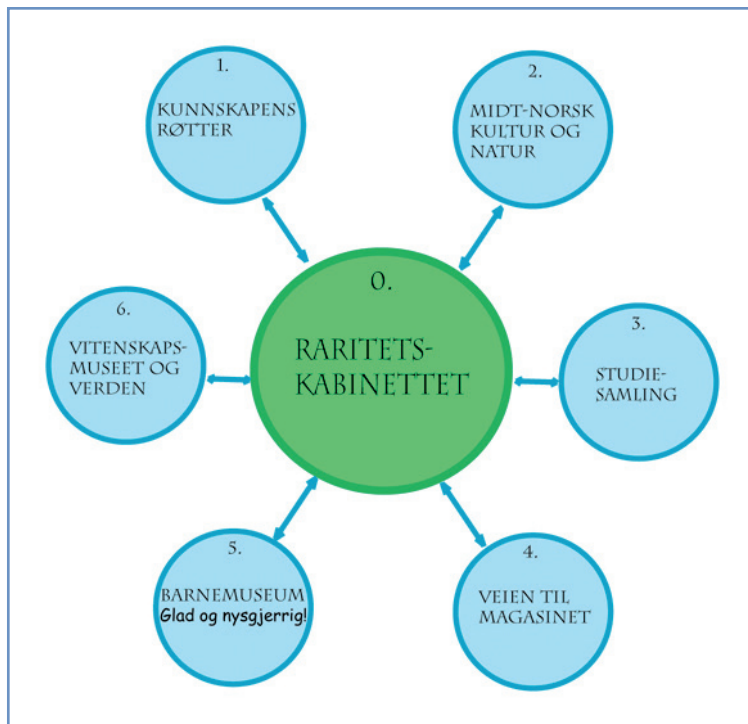 0.
RARITETS-
KABINETTET
1.
KUNNSKAPENS
RØTTER
2.
MIDT-NORSK
KULTUR OG
NATUR
3.
STUDIE-
SAMLING
4.
VEIEN TIL
MAGASINET
5.
BARNEMUSEUM
Glad og nysgjerrig!
6.
VITENSKAPS-
MUSEET OG
VERDEN